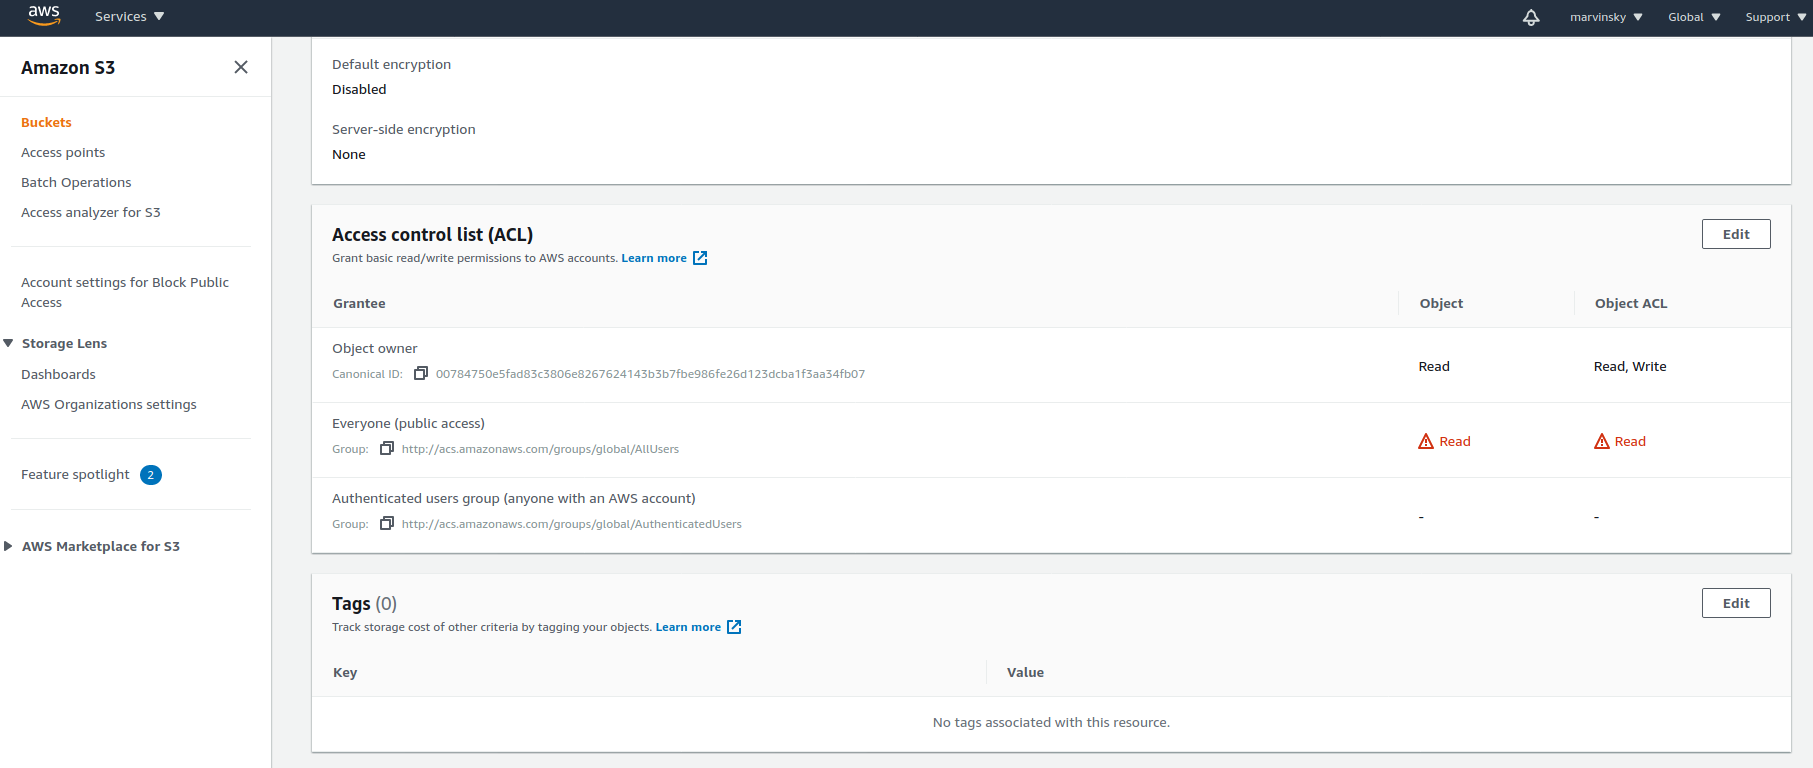 aws
Services
marvinsky
Global
Support
Amazon S3
Buckets
Access points
Batch Operations
Access analyzer for S3
Account settings for Block Public
Access
Storage Lens
Dashboards
AWS Organizations settings
Feature spotlight 2
AWS Marketplace for S3
Default encryption
Disabled
Server-side encryption
None
Access control list (ACL)
Edit
Grant basic read/write permissions to AWS accounts. Learn more
Grantee Object Object ACL
Object owner
Canonical ID: 00784750e5fad83c3806e8267624143b3b7fbe986fe26d123dcba1f3aa34fb07
Read Read, Write
Everyone (public access)
Group: http://acs.amazonaws.com/groups/global/AllUsers
Read Read
Authenticated users group (anyone with an AWS account)
Group: http://acs.amazonaws.com/groups/global/AuthenticatedUsers
- -
Tags (0)
Edit
Track storage cost of other criteria by tagging your objects. Learn more
Key Value
No tags associated with this resource.